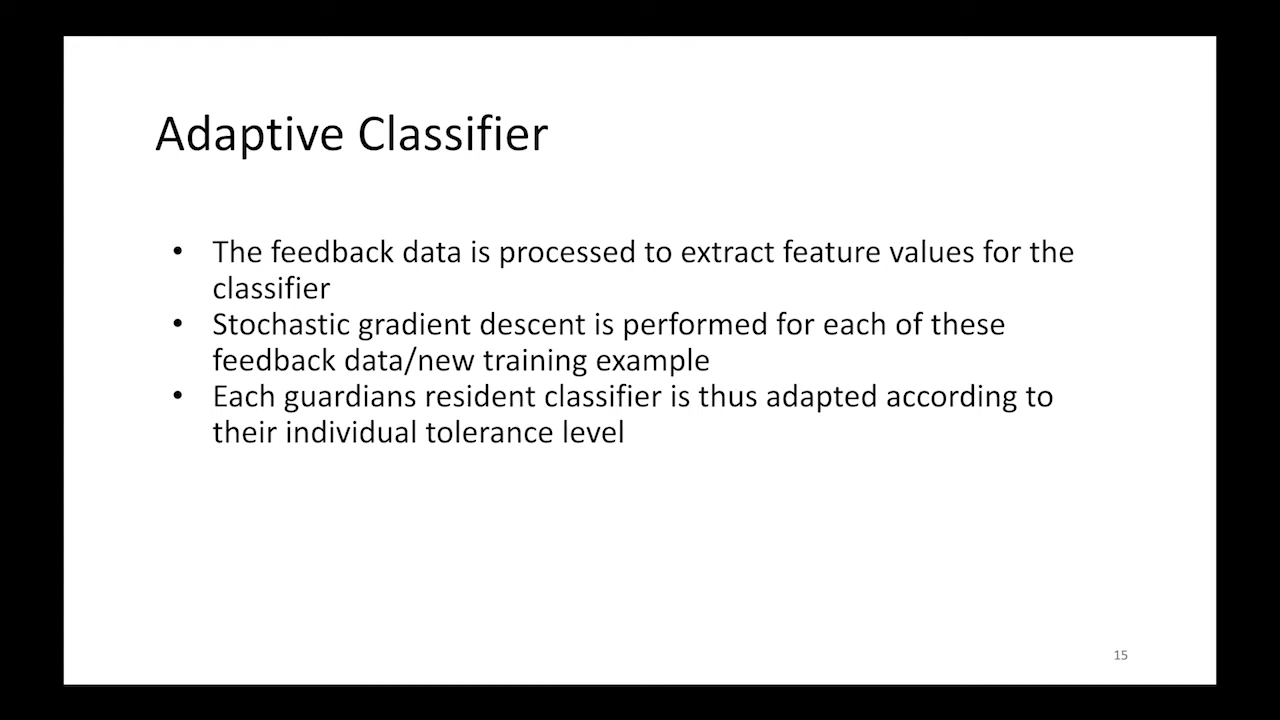 Adaptive Classifier
• The feedback data is processed to extract feature values for the
classifier
• Stochastic gradient descent is performed for each of these
feedback data/new training example
• Each guardians resident classifier is thus adapted according to
their individual tolerance level
15